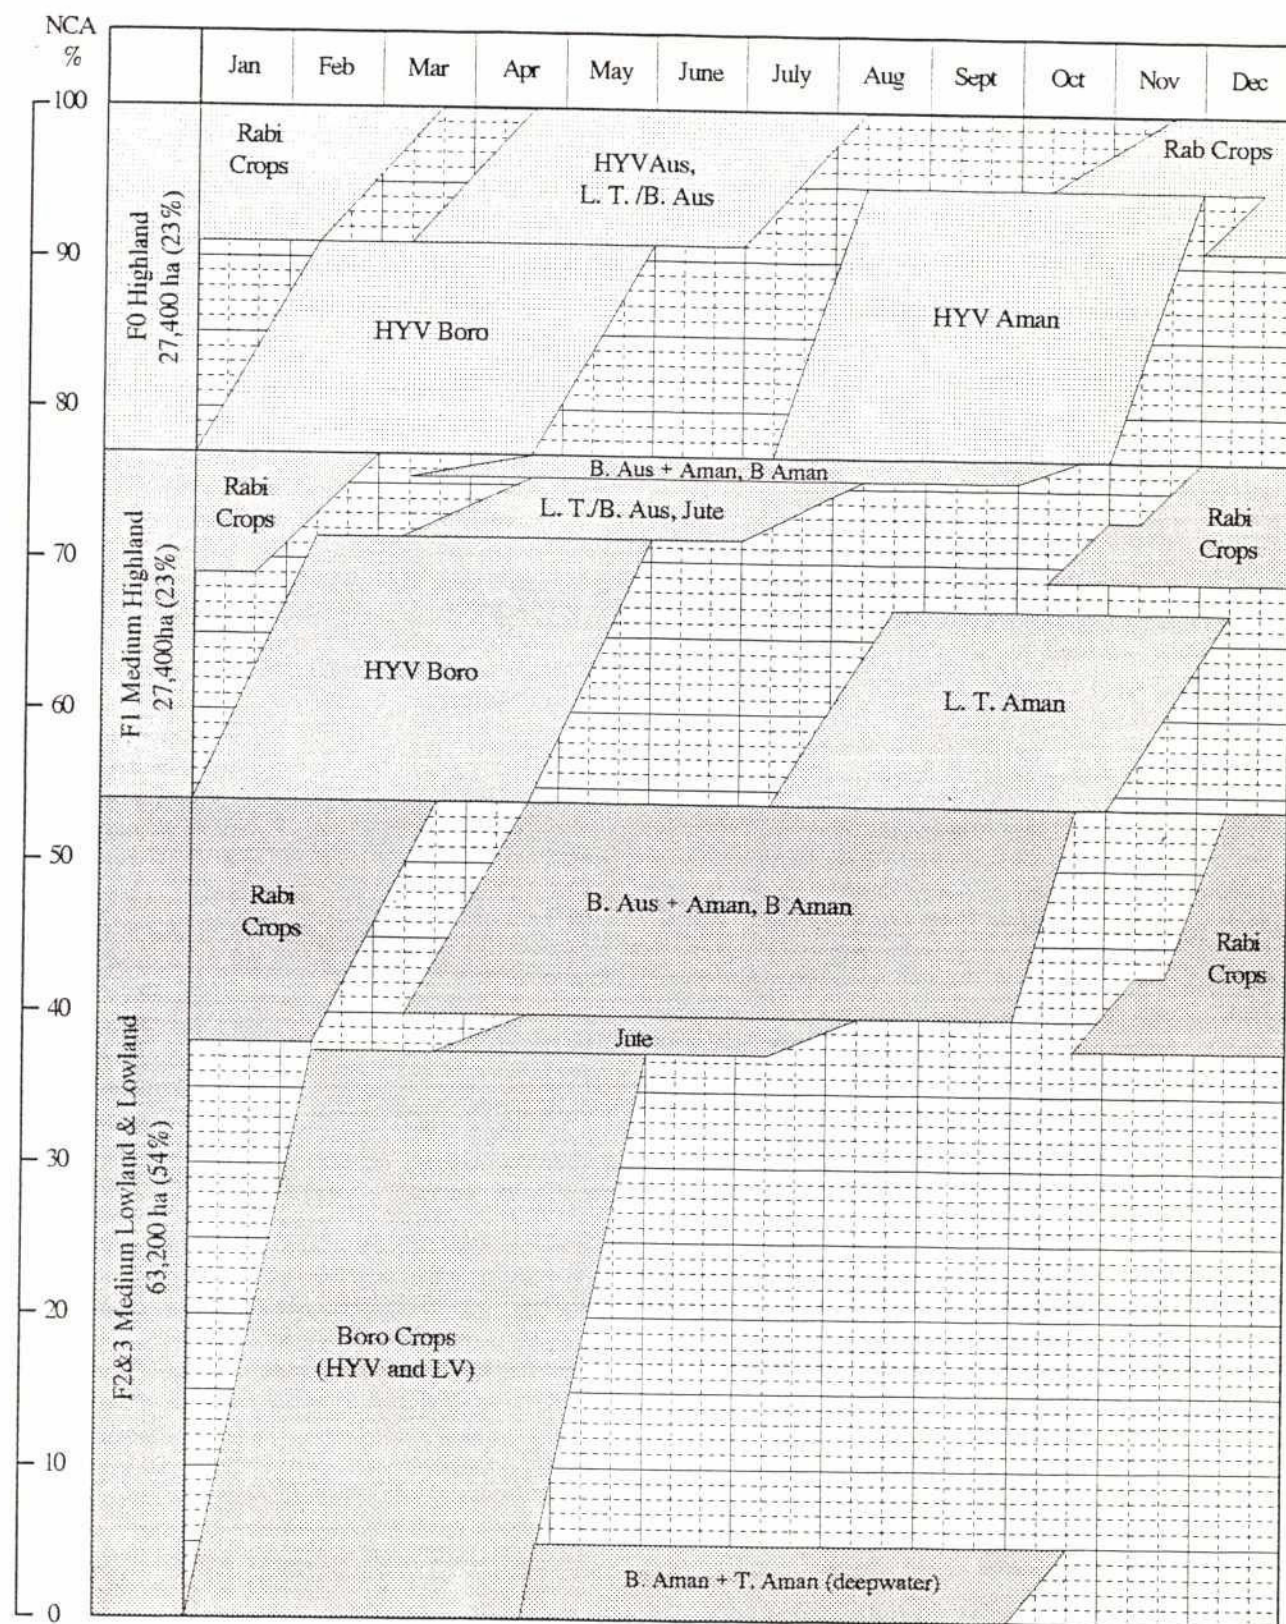 NCA
%
Jan Feb Mar Apr May June July Aug Sept Oct Nov Dec
100
90
80
70
60
50
40
30
20
10
0
F0 Highland
27,400 ha (23%)
Rabi
Crops
HYVAus,
L. T. /B. Aus
Rab Crops
HYV Boro
HYV Aman
F1 Medium Highland
27,400ha (23%)
Rabi
Crops
B. Aus + Aman, B Aman
L. T./B. Aus, Jute
Rabi
Crops
HYV Boro
L. T. Aman
F2&3 Medium Lowland & Lowland
63,200 ha (54%)
Rabi
Crops
B. Aus + Aman, B Aman
Rabi
Crops
Jute
Boro Crops
(HYV and LV)
B. Aman + T. Aman (deepwater)